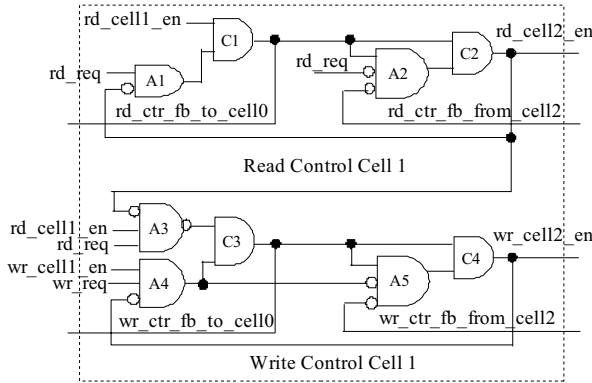 rd_cell1_en
C1
rd_cell2_en
rd_req
A1
rd_req
A2
C2
rd_ctr_fb_to_cell0
rd_ctr_fb_from_cell2
Read Control Cell 1
A3
rd_cell1_en
rd_req
C3
wr_cell2_en
wr_cell1_en
wr_req
A4
A5
C4
wr_ctr_fb_to_cell0
wr_ctr_fb_from_cell2
Write Control Cell 1